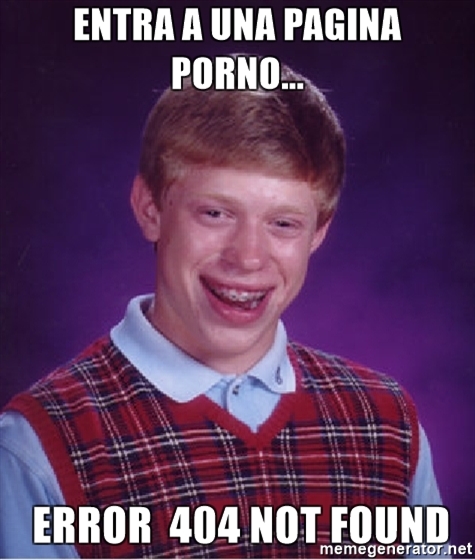 ENTRA A UNA PAGINA
PORNO...
ERROR 404 NOT FOUND
memegenerator.net